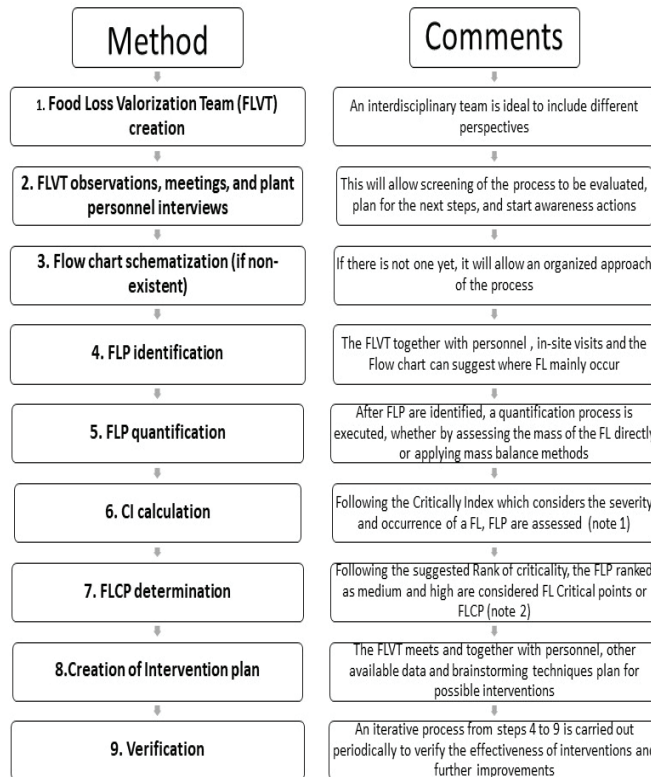 Method
Comments
1. Food Loss Valorization Team (FLVT)
creation
An interdisciplinary team is ideal to include different
perspectives
2. FLVT observations, meetings, and plant
personnel interviews
This will allow screening of the process to be evaluated,
plan for the next steps, and start awareness actions
3. Flow chart schematization (if non-
existent)
If there is not one yet, it will allow an organized approach
of the process
4. FLP identification
The FLVT together with personnel , in-site visits and the
Flow chart can suggest where FL mainly occur
5. FLP quantification
After FLP are identified, a quantification process is
executed, whether by assessing the mass of the FL directly
or applying mass balance methods
6. CI calculation
Following the Critically Index which considers the severity
and occurrence of a FL, FLP are assessed (note 1)
7. FLCP determination
Following the suggested Rank of criticality, the FLP ranked
as medium and high are considered FL Critical points or
FLCP (note 2)
8.Creation of Intervention plan
The FLVT meets and together with personnel, other
available data and brainstorming techniques plan for
possible interventions
9. Verification
An iterative process from steps 4 to 9 is carried out
periodically to verify the effectiveness of interventions and
further improvements